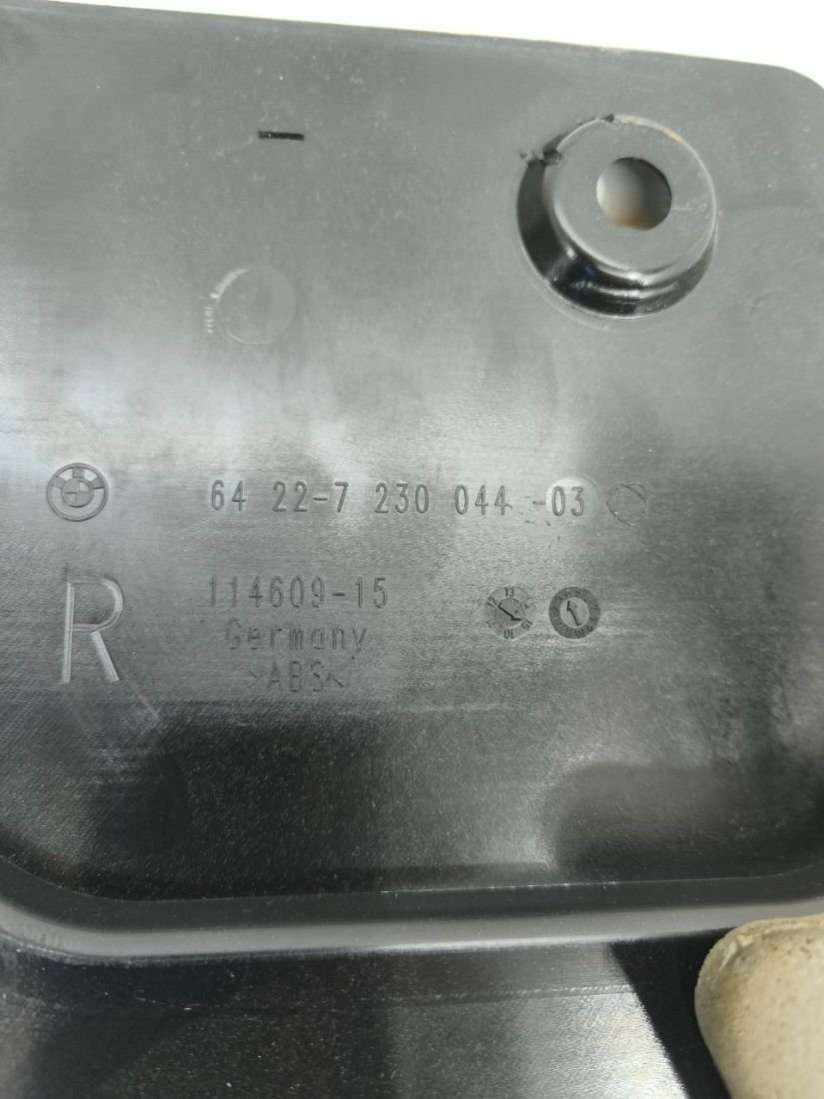 64 22-7 230 044 -03
R
114609-15
Germany
>ABS<